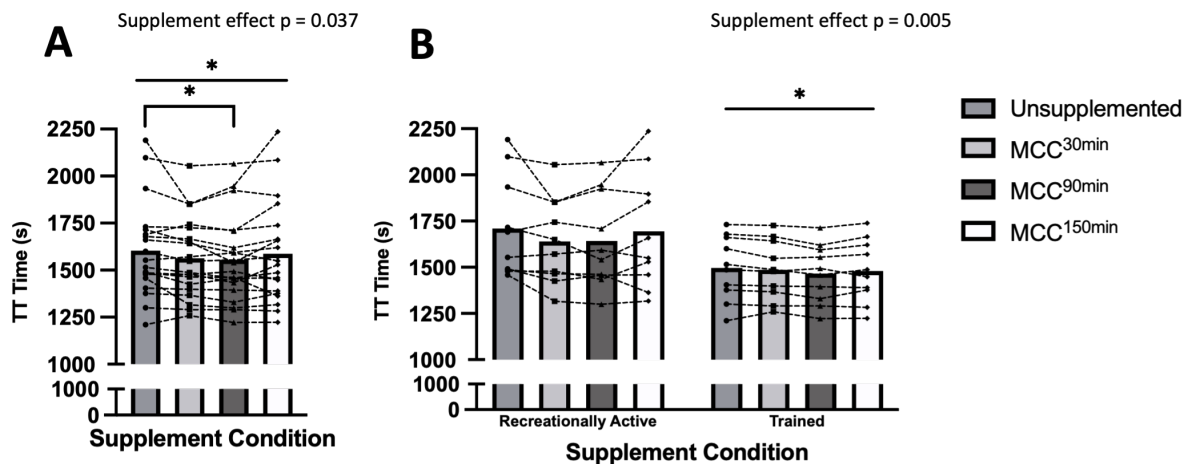 Supplement effect p = 0.037
A
*
*
2250
2000
1750
1500
1250
1000
1000
0
TT Time (s)
Supplement Condition
Supplement effect p = 0.005
B
*
2250
2000
1750
1500
1250
1000
1000
0
TT Time (s)
Recreationally Active
Trained
Supplement Condition
Unsupplemented
MCC30min
MCC90min
MCC150min